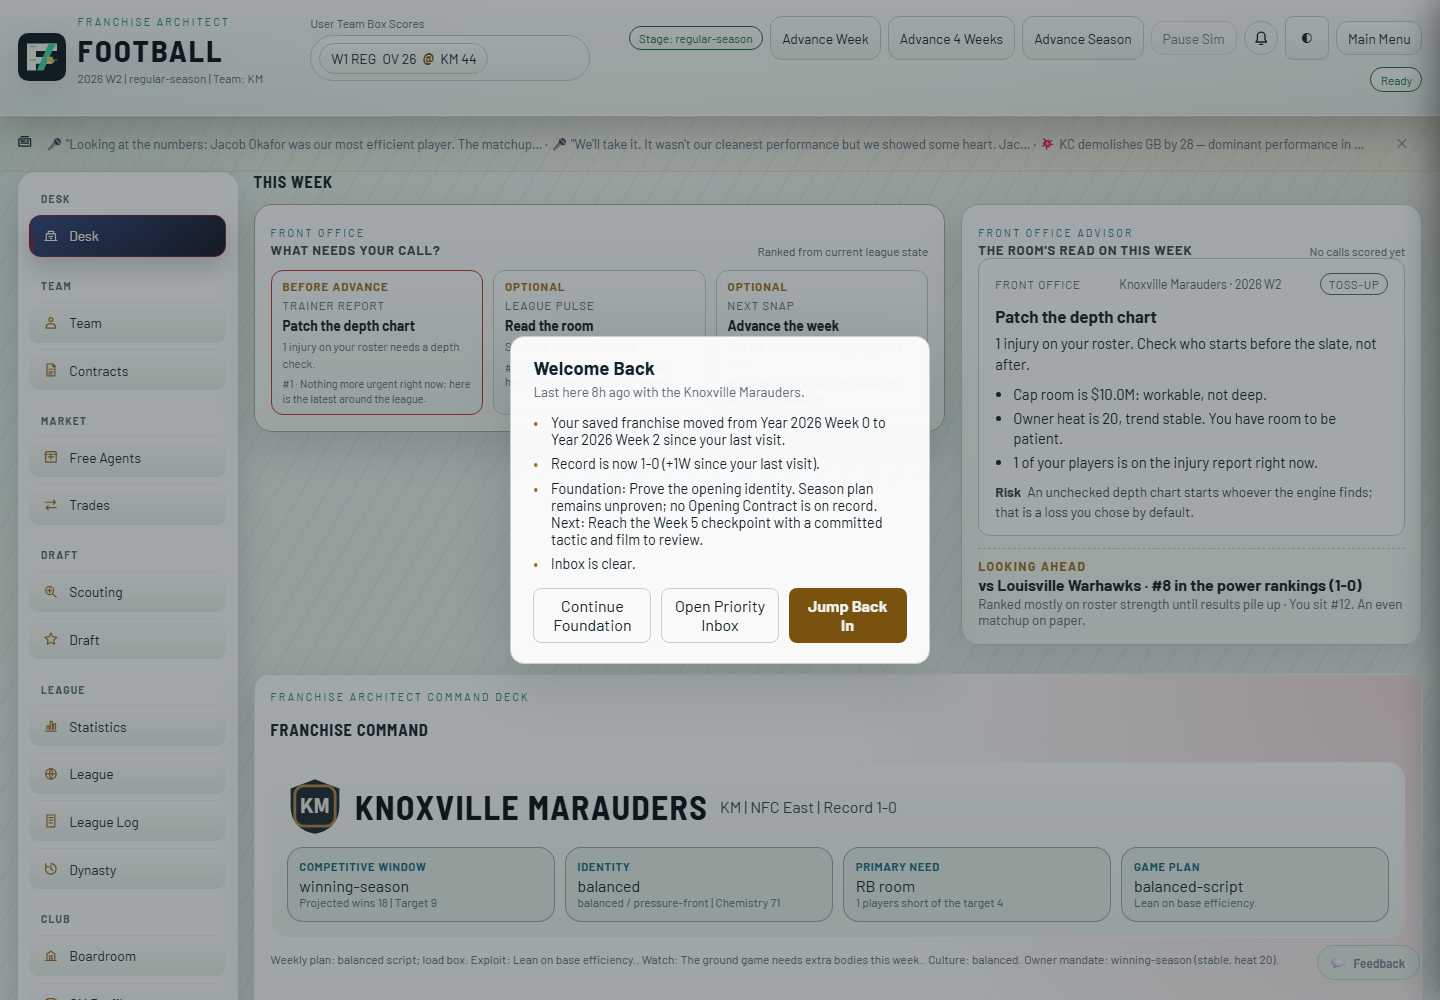 FRANCHISE ARCHITECT
FOOTBALL
2026 W2 | regular-season | Team: KM
User Team Box Scores
W1 REG OV 26 @ KM 44
Stage: regular-season
Advance Week
Advance 4 Weeks
Advance Season
Pause Sim
Main Menu
Ready
"Looking at the numbers: Jacob Okafor was our most efficient player. The matchup... · "We'll take it. It wasn't our cleanest performance but we showed some heart. Jac... · KC demolishes GB by 28 — dominant performance in ...
DESK
Desk
TEAM
Team
Contracts
MARKET
Free Agents
Trades
DRAFT
Scouting
Draft
LEAGUE
Statistics
League
League Log
Dynasty
CLUB
Boardroom
THIS WEEK
FRONT OFFICE
WHAT NEEDS YOUR CALL?
Ranked from current league state
BEFORE ADVANCE
TRAINER REPORT
Patch the depth chart
1 injury on your roster needs a depth
check.
#1 · Nothing more urgent right now; here
is the latest around the league.
OPTIONAL
LEAGUE PULSE
Read the room
OPTIONAL
NEXT SNAP
Advance the week
FRONT OFFICE ADVISOR
THE ROOM'S READ ON THIS WEEK
No calls scored yet
FRONT OFFICE
Knoxville Marauders · 2026 W2
TOSS-UP
Patch the depth chart
1 injury on your roster. Check who starts before the slate, not
after.
• Cap room is $10.0M: workable, not deep.
• Owner heat is 20, trend stable. You have room to be
patient.
• 1 of your players is on the injury report right now.
Risk An unchecked depth chart starts whoever the engine finds;
that is a loss you chose by default.
LOOKING AHEAD
vs Louisville Warhawks · #8 in the power rankings (1-0)
Ranked mostly on roster strength until results pile up · You sit #12. An even
matchup on paper.
Welcome Back
Last here 8h ago with the Knoxville Marauders.
• Your saved franchise moved from Year 2026 Week 0 to
Year 2026 Week 2 since your last visit.
• Record is now 1-0 (+1W since your last visit).
• Foundation: Prove the opening identity. Season plan
remains unproven; no Opening Contract is on record.
Next: Reach the Week 5 checkpoint with a committed
tactic and film to review.
• Inbox is clear.
Continue
Foundation
Open Priority
Inbox
Jump Back
In
FRANCHISE ARCHITECT COMMAND DECK
FRANCHISE COMMAND
KM
KNOXVILLE MARAUDERS
KM | NFC East | Record 1-0
COMPETITIVE WINDOW
winning-season
Projected wins 18 | Target 9
IDENTITY
balanced
balanced / pressure-front | Chemistry 71
PRIMARY NEED
RB room
1 players short of the target 4
GAME PLAN
balanced-script
Lean on base efficiency.
Weekly plan: balanced script; load box. Exploit: Lean on base efficiency.. Watch: The ground game needs extra bodies this week.. Culture: balanced. Owner mandate: winning-season (stable, heat 20).
Feedback